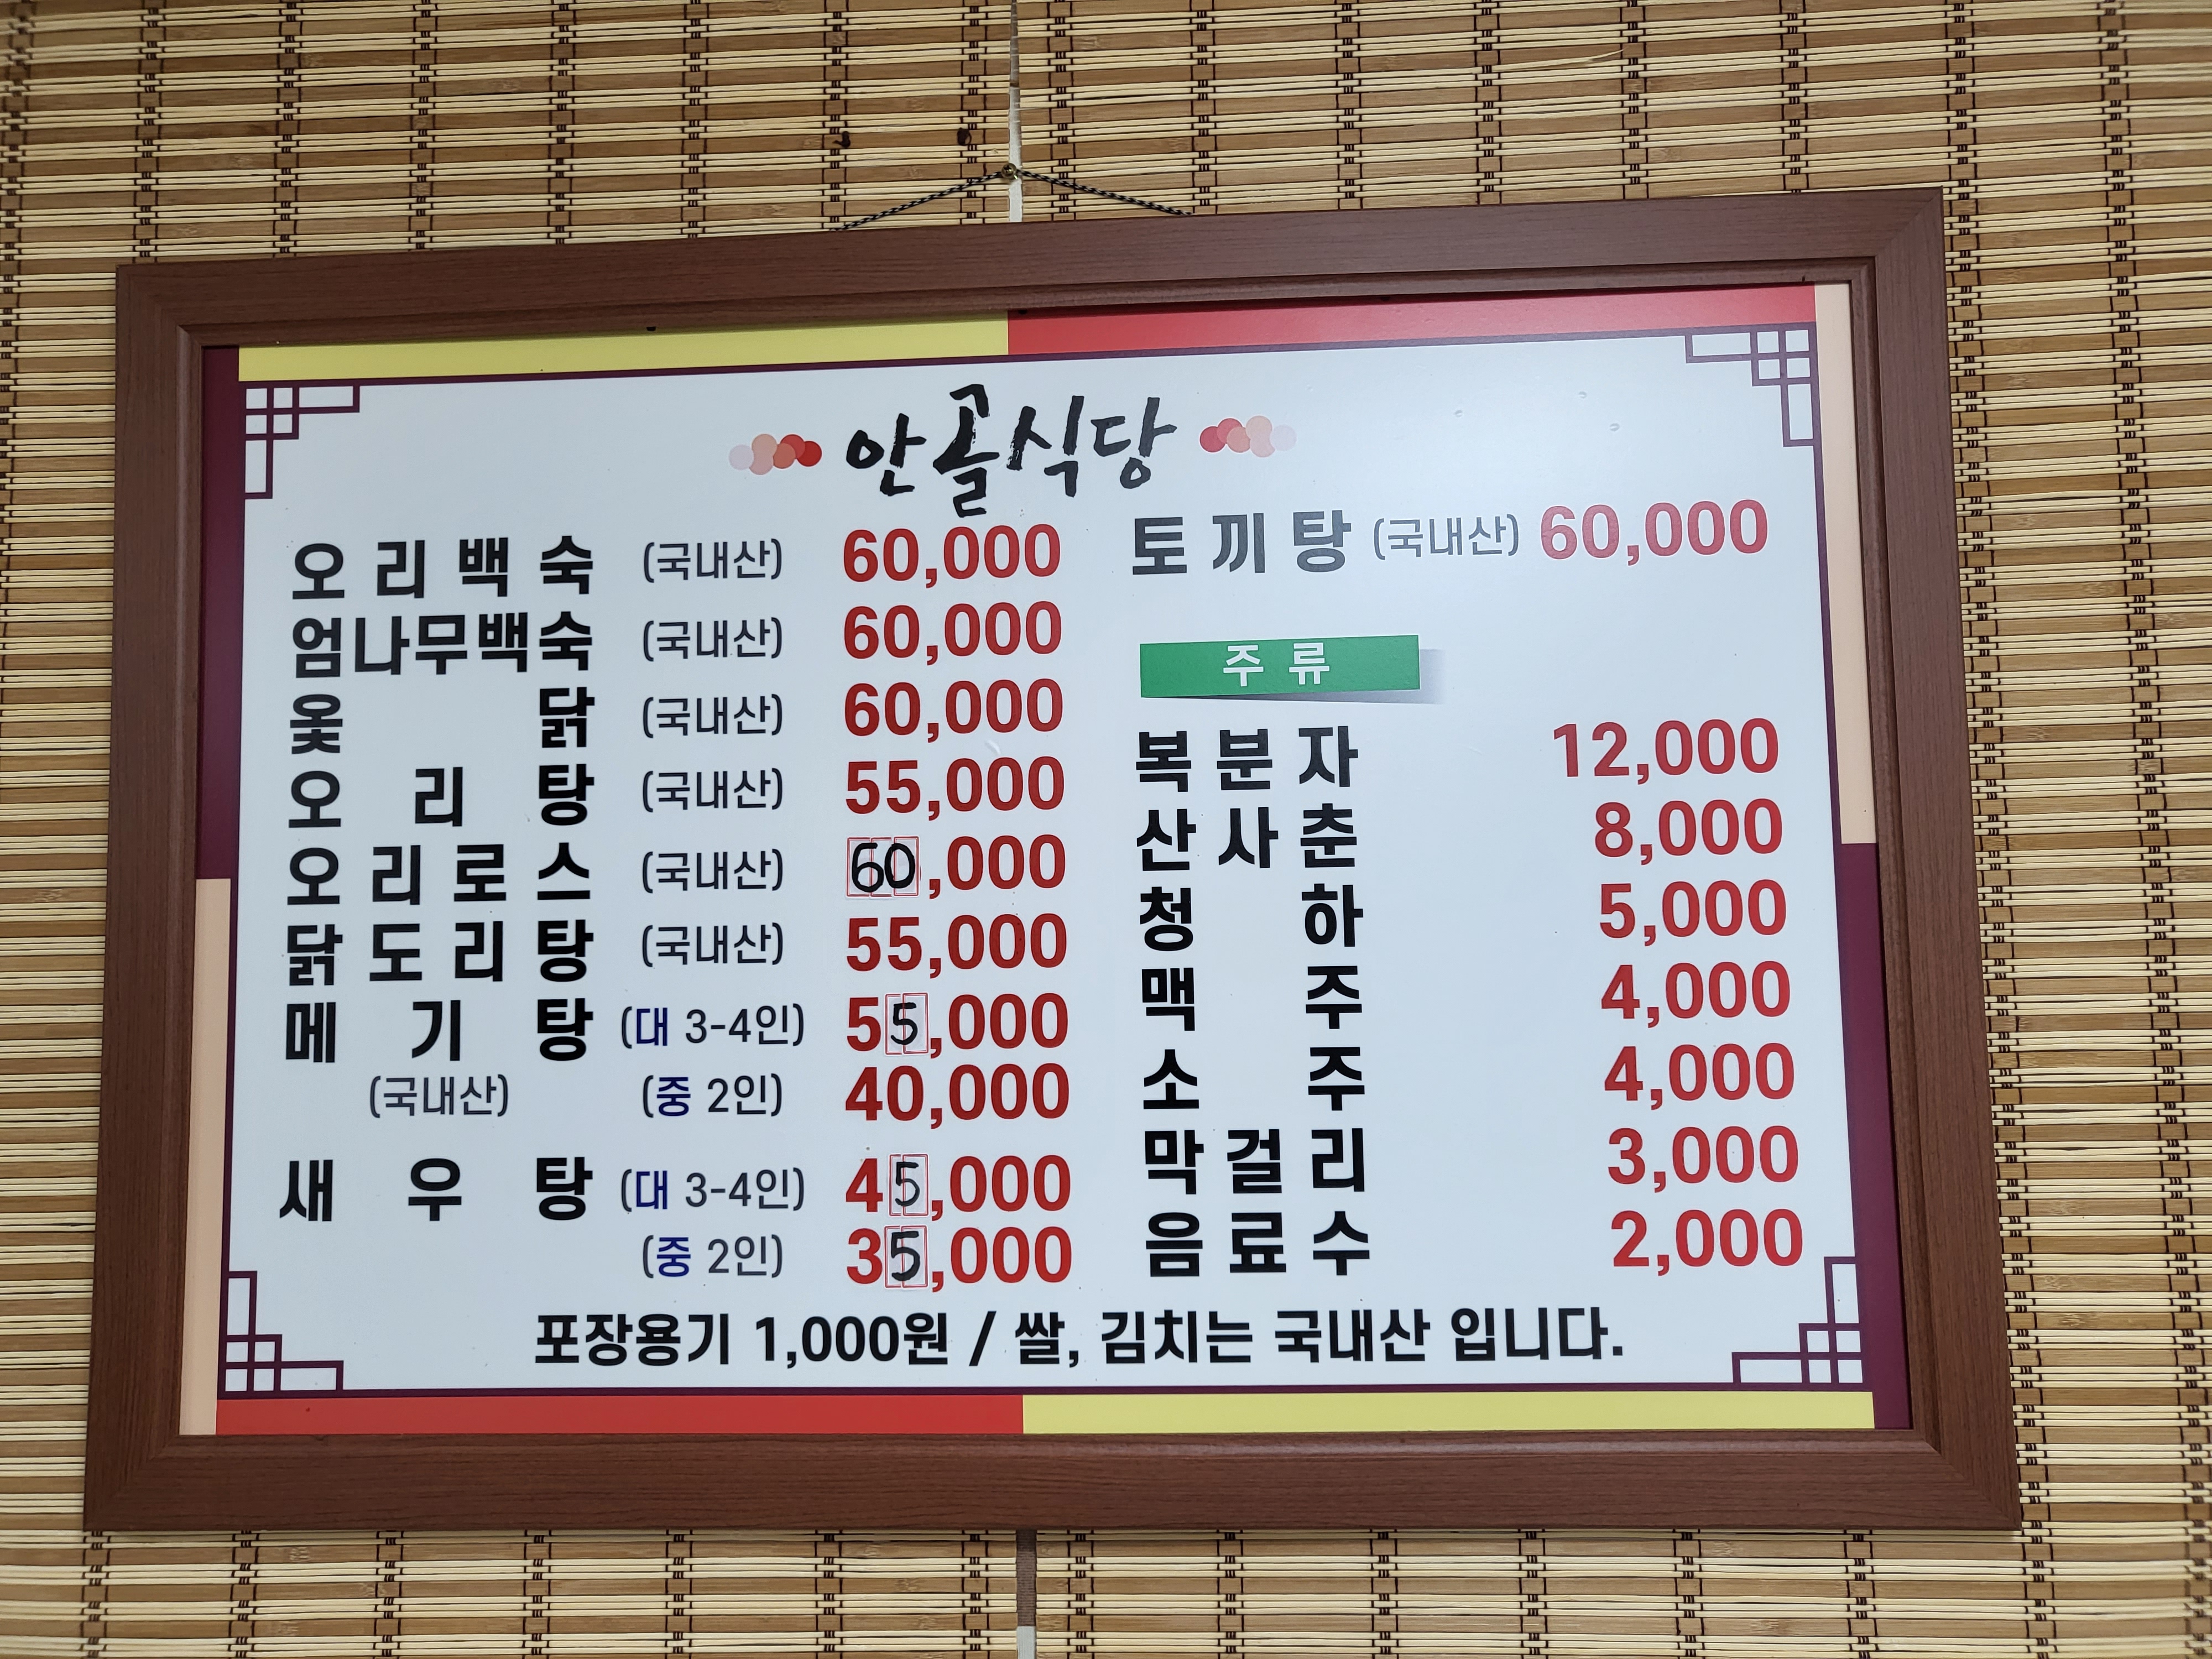 안골식당
오리백숙 (국내산) 60,000
엄나무백숙 (국내산) 60,000
옻닭 (국내산) 60,000
오리탕 (국내산) 55,000
오리로스 (국내산) 60,000
닭도리탕 (국내산) 55,000
메기탕 (대 3-4인) 55,000
(국내산) (중 2인) 40,000
새우탕 (대 3-4인) 45,000
(중 2인) 35,000
토끼탕 (국내산) 60,000
주류
복분자 12,000
산사춘 8,000
청하 5,000
맥주 4,000
소주 4,000
막걸리 3,000
음료수 2,000
포장용기 1,000원 / 쌀, 김치는 국내산 입니다.